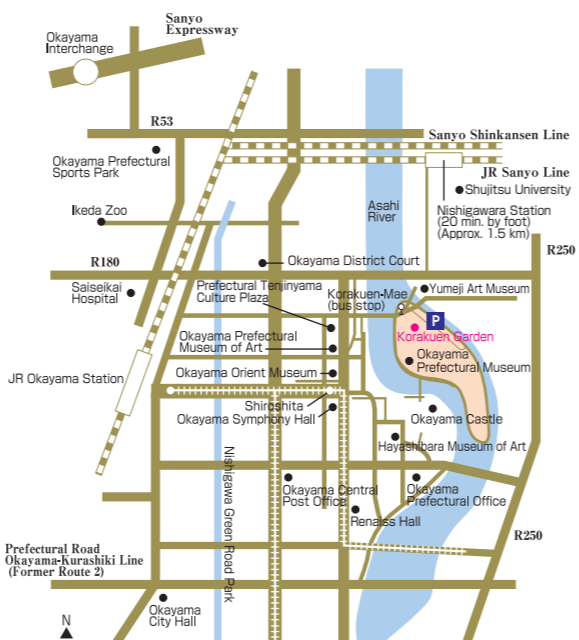 Sanyo
Expressway
Okayama
Interchange
R53
Sanyo Shinkansen Line
Okayama Prefectural
Sports Park
JR Sanyo Line
Shujitsu University
Ikeda Zoo
Asahi
River
Nishigawara Station
(20 min. by foot)
(Approx. 1.5 km)
R250
R180
Okayama District Court
Saiseikai
Hospital
Prefectural Tenjinyama
Culture Plaza
Korakuen-Mae
(bus stop)
Yumeji Art Museum
P
Korakuen Garden
Okayama Prefectural
Museum of Art
Okayama
Prefectural Museum
JR Okayama Station
Okayama Orient Museum
Shiroshita
Okayama Symphony Hall
Okayama Castle
Hayashibara Museum of Art
Nishigawa Green Road Park
Okayama Central
Post Office
Okayama
Prefectural Office
Renaiss Hall
R250
Prefectural Road
Okayama-Kurashiki Line
(Former Route 2)
Okayama
City Hall
N